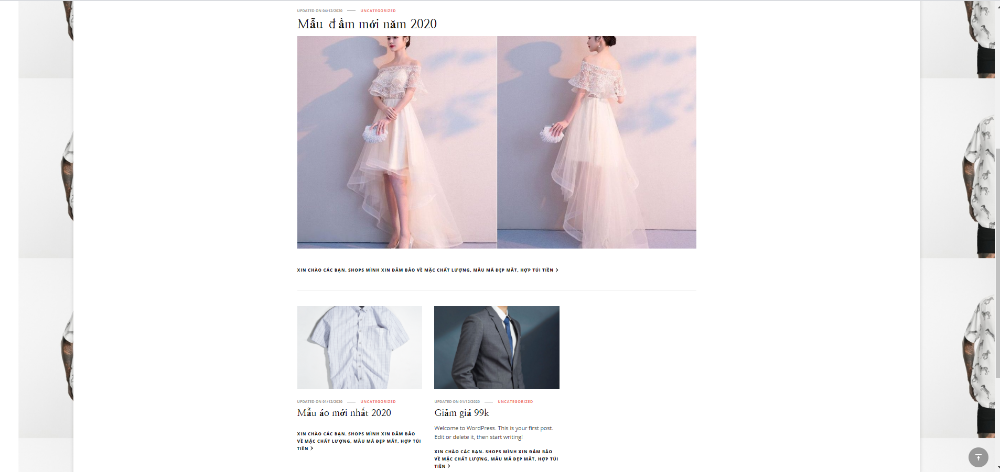 UPDATED ON 04/12/2020 — UNCATEGORIZED
Mẫu đầm mới năm 2020
XIN CHÀO CÁC BẠN. SHOPS MÌNH XIN ĐẢM BẢO VỀ MẶC CHẤT LƯỢNG, MẪU MÃ ĐẸP MẮT, HỢP TÚI TIỀN
UPDATED ON 01/12/2020 — UNCATEGORIZED
Mẫu áo mới nhất 2020
XIN CHÀO CÁC BẠN. SHOPS MÌNH XIN ĐẢM BẢO
VỀ MẶC CHẤT LƯỢNG, MẪU MÃ ĐẸP MẮT, HỢP TÚI
TIỀN
UPDATED ON 01/12/2020 — UNCATEGORIZED
Giảm giá 99k
Welcome to WordPress. This is your first post.
Edit or delete it, then start writing!
XIN CHÀO CÁC BẠN. SHOPS MÌNH XIN ĐẢM BẢO
VỀ MẶC CHẤT LƯỢNG, MẪU MÃ ĐẸP MẮT, HỢP TÚI
TIỀN